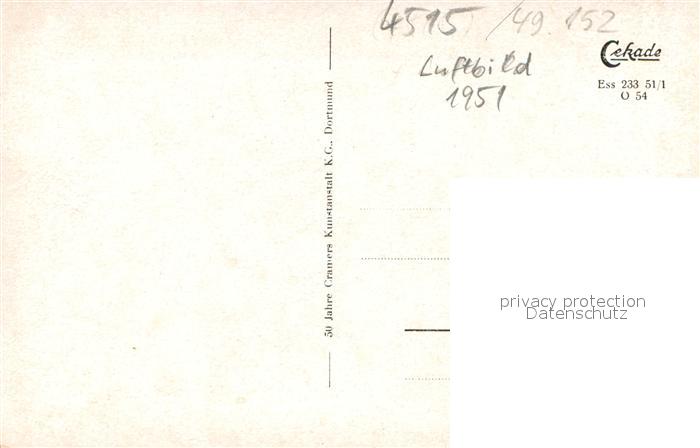 4515 /49.152
Luftbild
1951
Cekade
Ess 233 51/1
O 54
50 Jahre Cramers Kunstanstalt K.G., Dortmund
privacy protection
Datenschutz